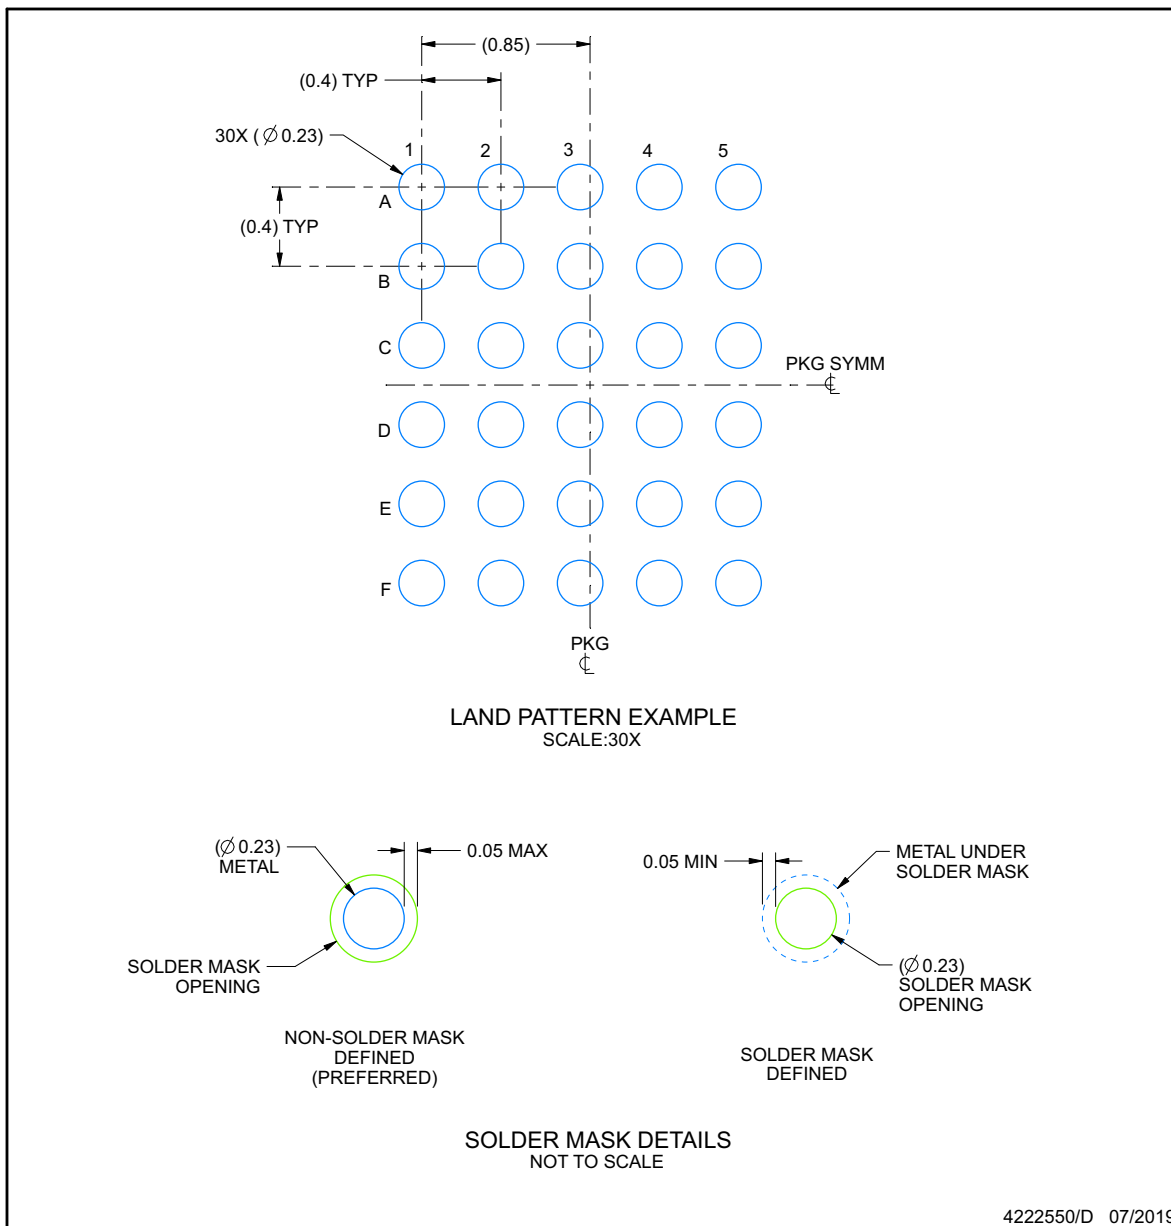 (0.85)
(0.4) TYP
30X (∅ 0.23)
1 2 3 4 5
A
(0.4) TYP
B
C
PKG SYMM
℄
D
E
F
PKG
℄
LAND PATTERN EXAMPLE
SCALE:30X
(∅ 0.23)
METAL
0.05 MAX
SOLDER MASK
OPENING
NON-SOLDER MASK
DEFINED
(PREFERRED)
0.05 MIN
METAL UNDER
SOLDER MASK
(∅ 0.23)
SOLDER MASK
OPENING
SOLDER MASK
DEFINED
SOLDER MASK DETAILS
NOT TO SCALE
4222550/D 07/2019